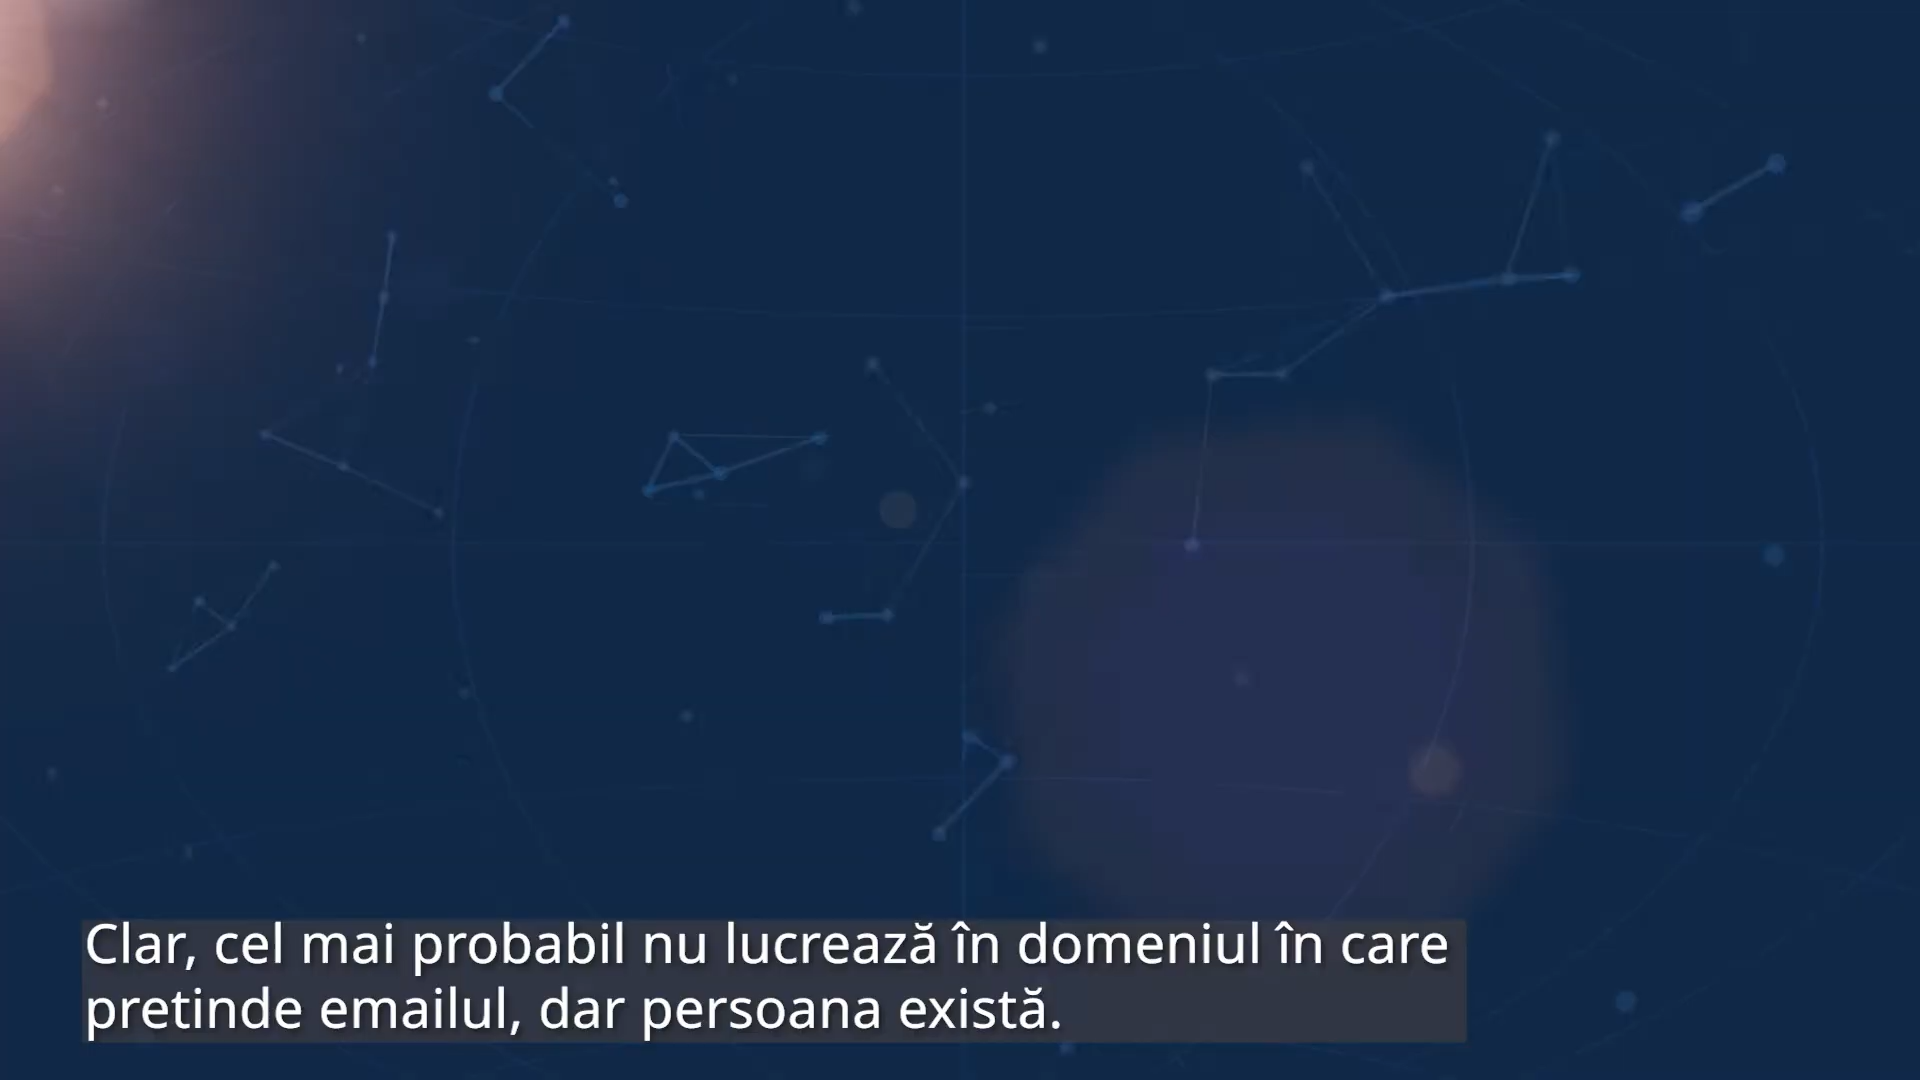 Clar, cel mai probabil nu lucrează în domeniul în care
pretinde emailul, dar persoana există.